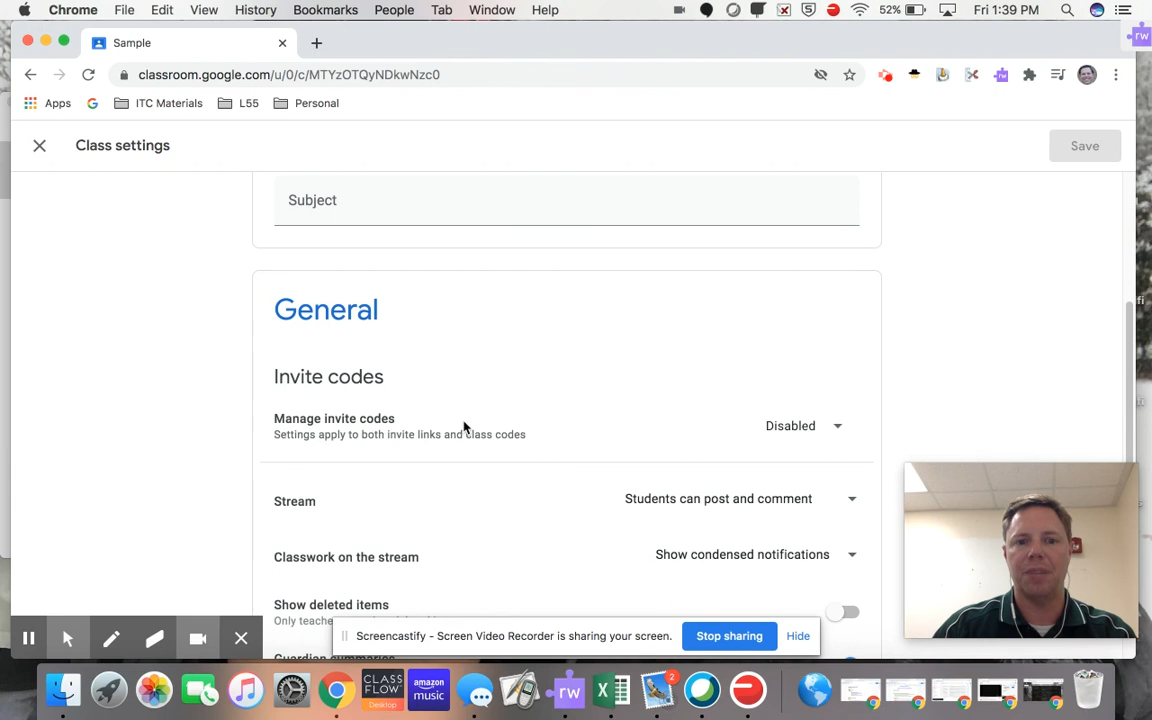 Chrome File Edit View History Bookmarks People Tab Window Help 52% Fri 1:39 PM
Sample
classroom.google.com/u/0/c/MTYzOTQyNDkwNzc0
rw
Apps G ITC Materials L55 Personal
Class settings
Save
Subject
General
Invite codes
Manage invite codes
Settings apply to both invite links and class codes
Disabled
Stream
Students can post and comment
Classwork on the stream
Show condensed notifications
Show deleted items
Only teache
Screencastify - Screen Video Recorder is sharing your screen.
Stop sharing
Hide
CLASS
FLOW
Desktop
amazon
music
rw
2